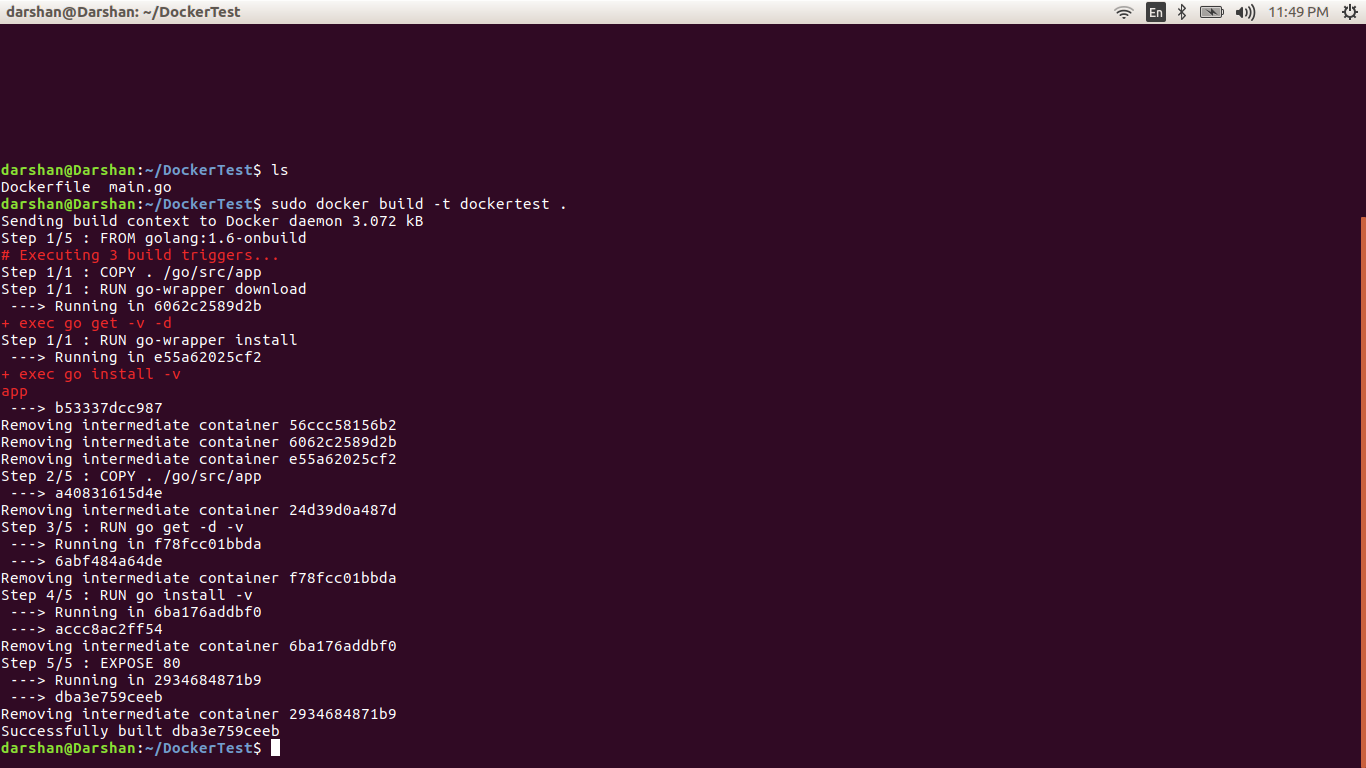 darshan@Darshan: ~/DockerTest
En
11:49 PM
darshan@Darshan:~/DockerTest$ ls
Dockerfile  main.go
darshan@Darshan:~/DockerTest$ sudo docker build -t dockertest .
Sending build context to Docker daemon 3.072 kB
Step 1/5 : FROM golang:1.6-onbuild
# Executing 3 build triggers...
Step 1/1 : COPY . /go/src/app
Step 1/1 : RUN go-wrapper download
 ---> Running in 6062c2589d2b
+ exec go get -v -d
Step 1/1 : RUN go-wrapper install
 ---> Running in e55a62025cf2
+ exec go install -v
app
 ---> b53337dcc987
Removing intermediate container 56ccc58156b2
Removing intermediate container 6062c2589d2b
Removing intermediate container e55a62025cf2
Step 2/5 : COPY . /go/src/app
 ---> a40831615d4e
Removing intermediate container 24d39d0a487d
Step 3/5 : RUN go get -d -v
 ---> Running in f78fcc01bbda
 ---> 6abf484a64de
Removing intermediate container f78fcc01bbda
Step 4/5 : RUN go install -v
 ---> Running in 6ba176addbf0
 ---> accc8ac2ff54
Removing intermediate container 6ba176addbf0
Step 5/5 : EXPOSE 80
 ---> Running in 2934684871b9
 ---> dba3e759ceeb
Removing intermediate container 2934684871b9
Successfully built dba3e759ceeb
darshan@Darshan:~/DockerTest$